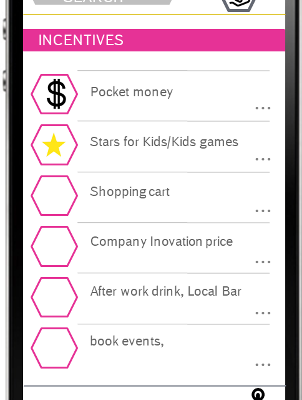 SEARCH
INCENTIVES
$ Pocket money
...
Stars for Kids/Kids games
...
Shopping cart
...
Company Inovation price
...
After work drink, Local Bar
...
book events,
...